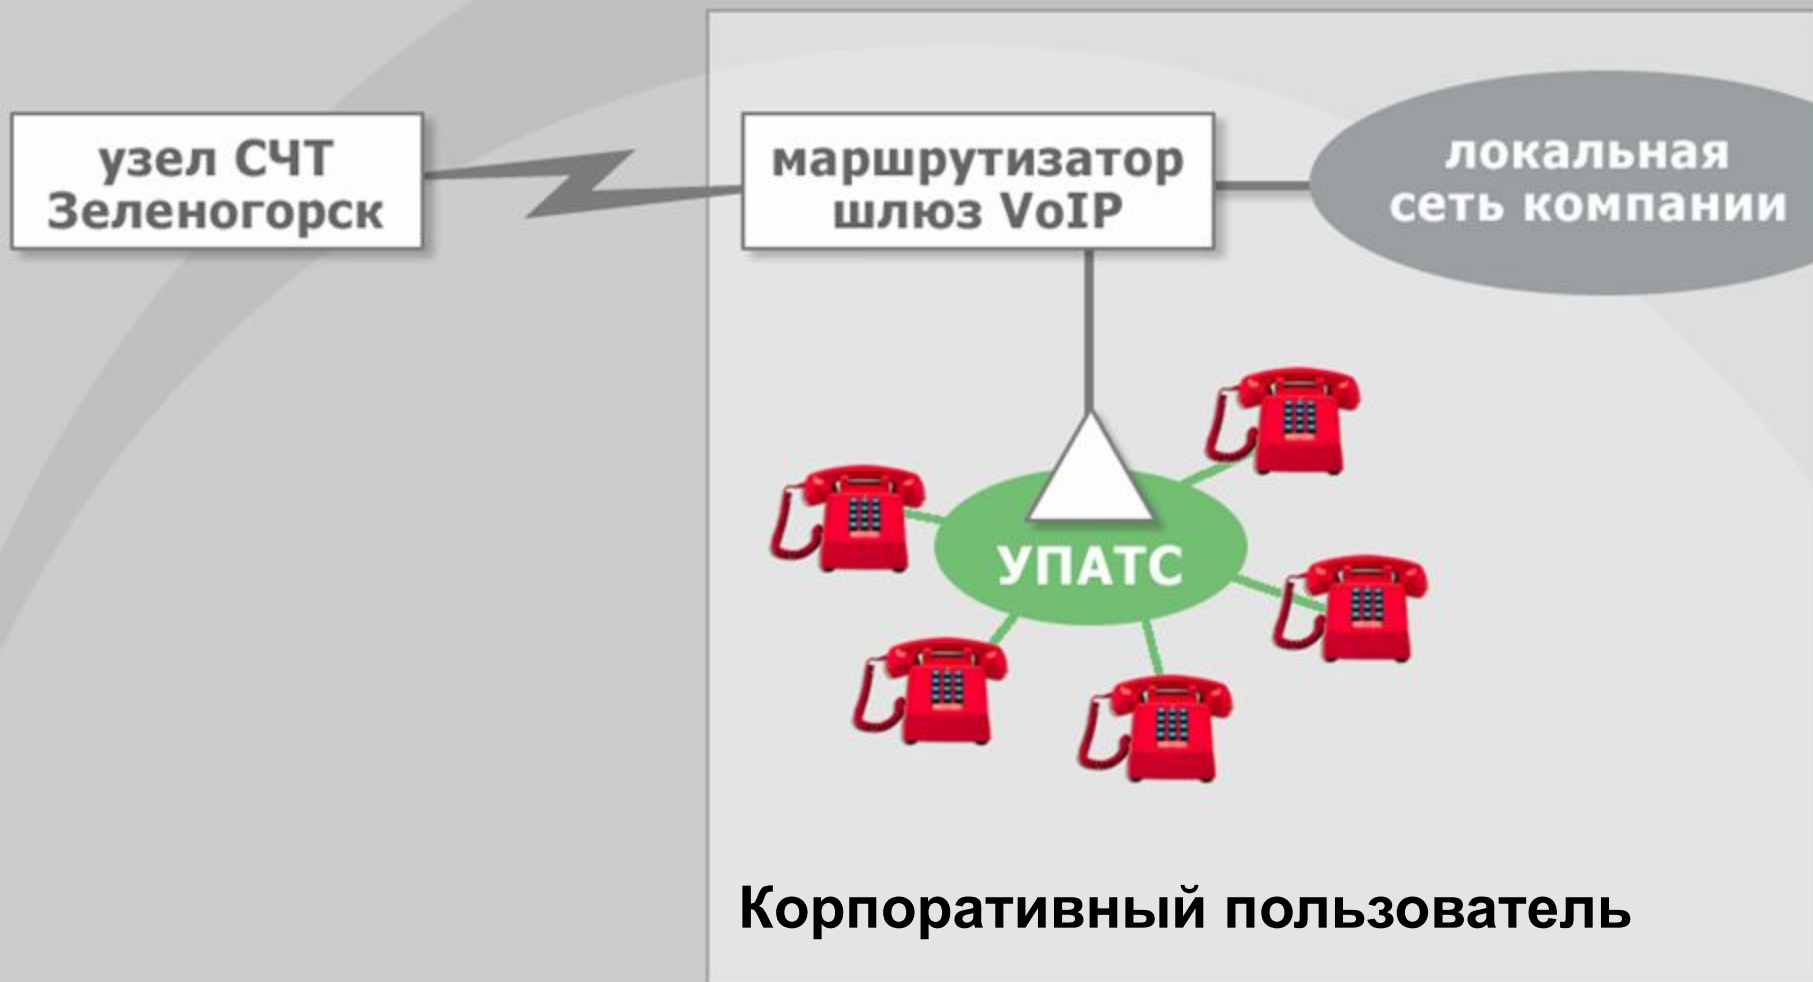 узел СЧТ
Зеленогорск
маршрутизатор
шлюз VoIP
локальная
сеть компании
УПАТС
Корпоративный пользователь